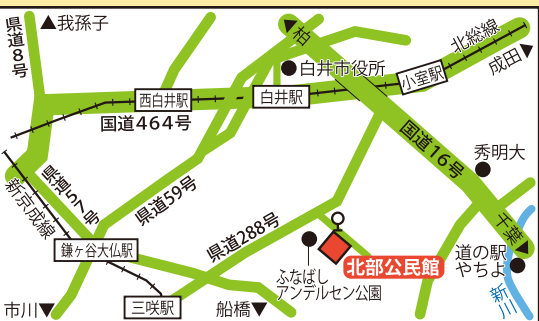 県道8号
▲我孫子
柏
北総線
成田▶
白井市役所
小室駅
西白井駅
白井駅
国道464号
国道16号
秀明大
県道57号
新京成線
県道59号
県道288号
千葉
鎌ヶ谷大仏駅
ふなばし
アンデルセン公園
北部公民館
道の駅
やちよ
新川
市川▼
三咲駅
船橋▼